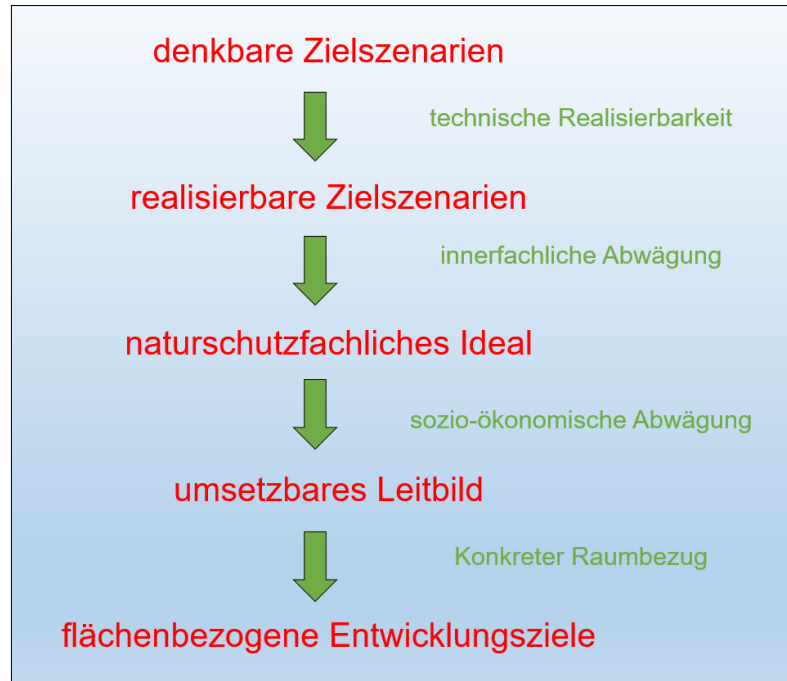 denkbare Zielszenarien
technische Realisierbarkeit
realisierbare Zielszenarien
innerfachliche Abwägung
naturschutzfachliches Ideal
sozio-ökonomische Abwägung
umsetzbares Leitbild
Konkreter Raumbezug
flächenbezogene Entwicklungsziele